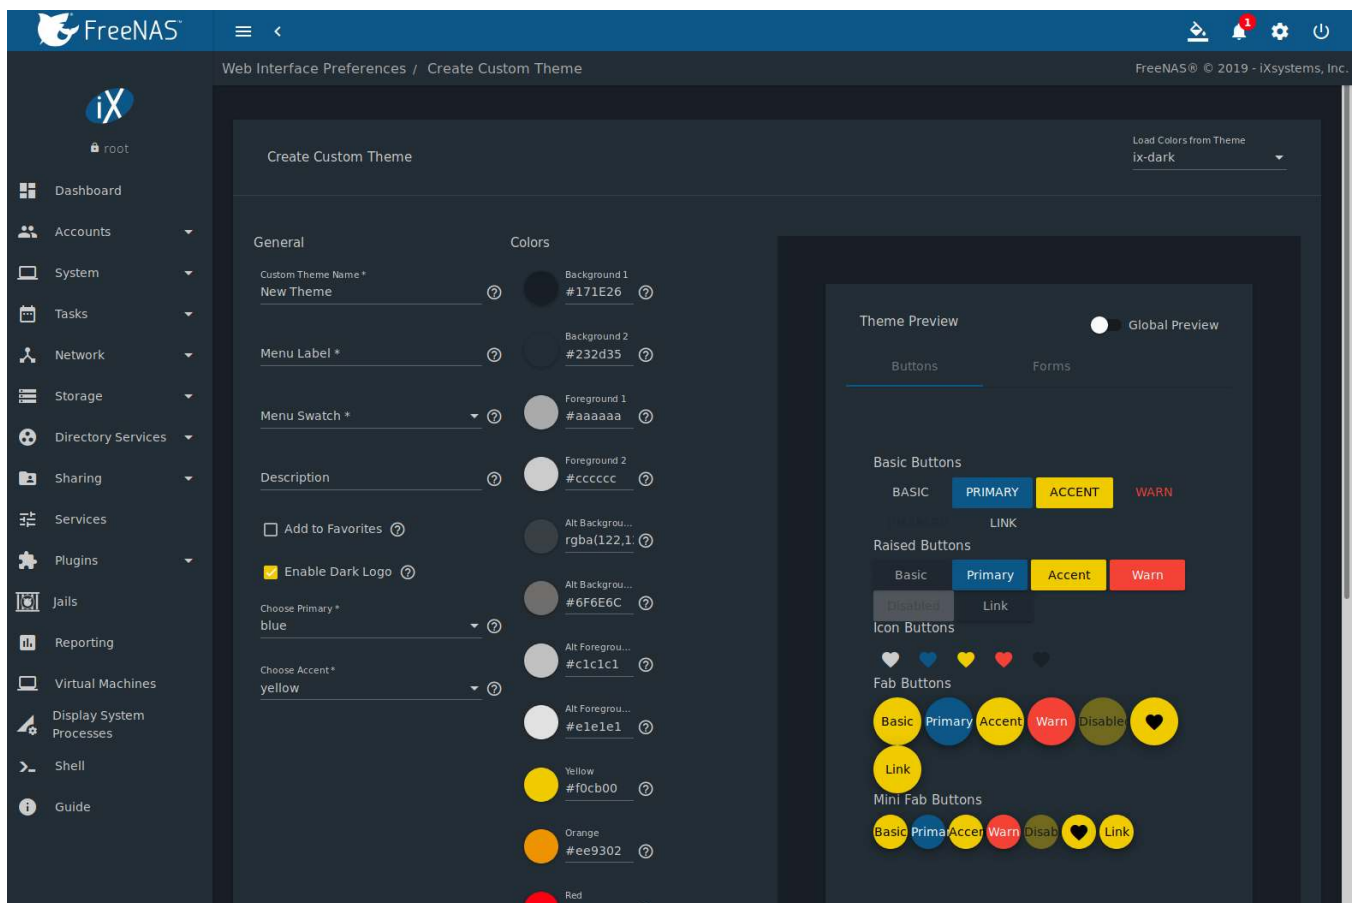 FreeNAS
1
Web Interface Preferences / Create Custom Theme
FreeNAS® © 2019 - iXsystems, Inc.
iX
root
Dashboard
Accounts
System
Tasks
Network
Storage
Directory Services
Sharing
Services
Plugins
Jails
Reporting
Virtual Machines
Display System
Processes
Shell
Guide
Create Custom Theme
Load Colors from Theme
ix-dark
General
Custom Theme Name *
New Theme
Menu Label *
Menu Swatch *
Description
Add to Favorites
Enable Dark Logo
Choose Primary *
blue
Choose Accent *
yellow
Colors
Background 1
#171E26
Background 2
#232d35
Foreground 1
#aaaaaa
Foreground 2
#cccccc
Alt Backgrou...
rgba(122,1
Alt Backgrou...
#6F6E6C
Alt Foregrou...
#c1c1c1
Alt Foregrou...
#e1e1e1
Yellow
#f0cb00
Orange
#ee9302
Red
Theme Preview
Global Preview
Buttons Forms
Basic Buttons
BASIC PRIMARY ACCENT WARN
LINK
Raised Buttons
Basic Primary Accent Warn
Disabled Link
Icon Buttons
Fab Buttons
Basic Primary Accent Warn Disable
Link
Mini Fab Buttons
Basic Primar Accen Warn Disab Link